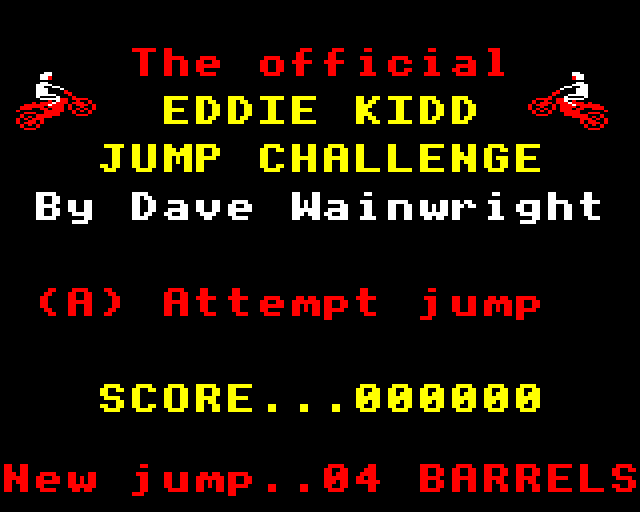 The official
EDDIE KIDD
JUMP CHALLENGE
By Dave Wainwright
(A) Attempt jump
SCORE...000000
New jump..04 BARRELS